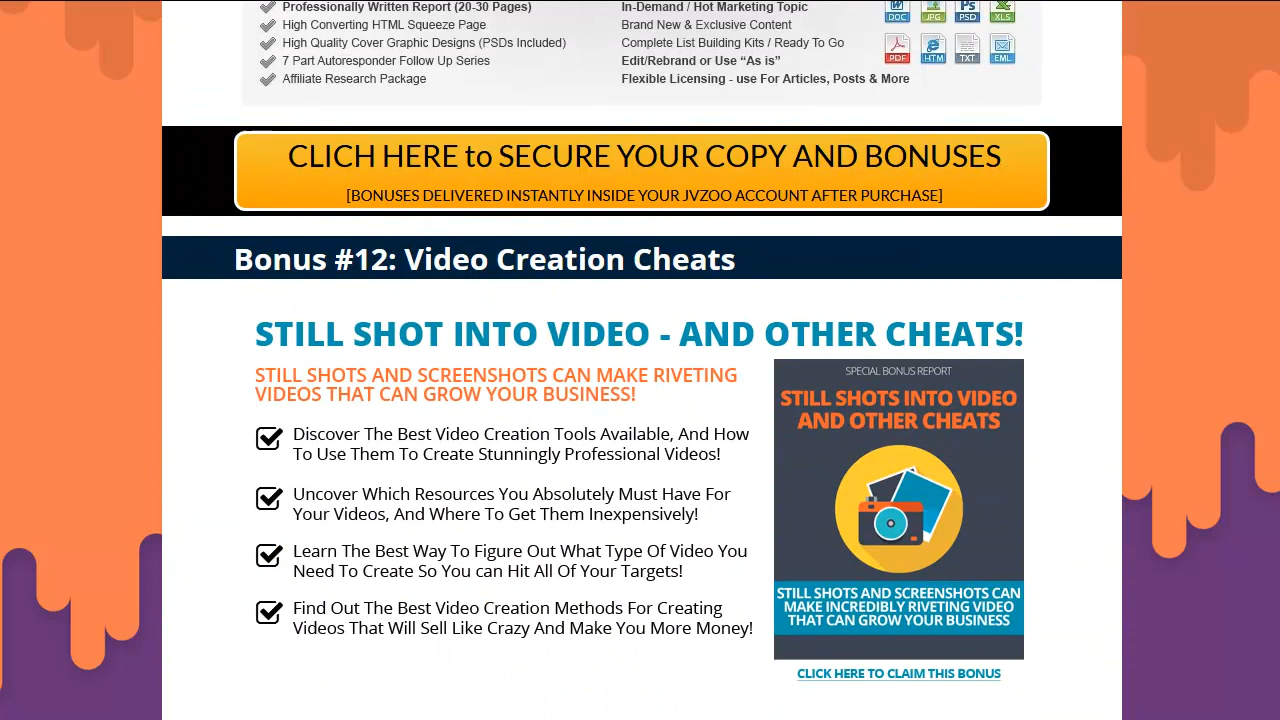 Professionally Written Report (20-30 Pages)
In-Demand / Hot Marketing Topic
DOC JPG PSD XLS
High Converting HTML Squeeze Page
Brand New & Exclusive Content
High Quality Cover Graphic Designs (PSDs Included)
Complete List Building Kits / Ready To Go
7 Part Autoresponder Follow Up Series
Edit/Rebrand or Use “As is”
PDF HTM TXT EML
Affiliate Research Package
Flexible Licensing - use For Articles, Posts & More
CLICH HERE to SECURE YOUR COPY AND BONUSES
[BONUSES DELIVERED INSTANTLY INSIDE YOUR JVZOO ACCOUNT AFTER PURCHASE]
Bonus #12: Video Creation Cheats
STILL SHOT INTO VIDEO - AND OTHER CHEATS!
STILL SHOTS AND SCREENSHOTS CAN MAKE RIVETING
VIDEOS THAT CAN GROW YOUR BUSINESS!
Discover The Best Video Creation Tools Available, And How
To Use Them To Create Stunningly Professional Videos!
Uncover Which Resources You Absolutely Must Have For
Your Videos, And Where To Get Them Inexpensively!
Learn The Best Way To Figure Out What Type Of Video You
Need To Create So You can Hit All Of Your Targets!
Find Out The Best Video Creation Methods For Creating
Videos That Will Sell Like Crazy And Make You More Money!
SPECIAL BONUS REPORT
STILL SHOTS INTO VIDEO
AND OTHER CHEATS
STILL SHOTS AND SCREENSHOTS CAN
MAKE INCREDIBLY RIVETING VIDEO
THAT CAN GROW YOUR BUSINESS
CLICK HERE TO CLAIM THIS BONUS